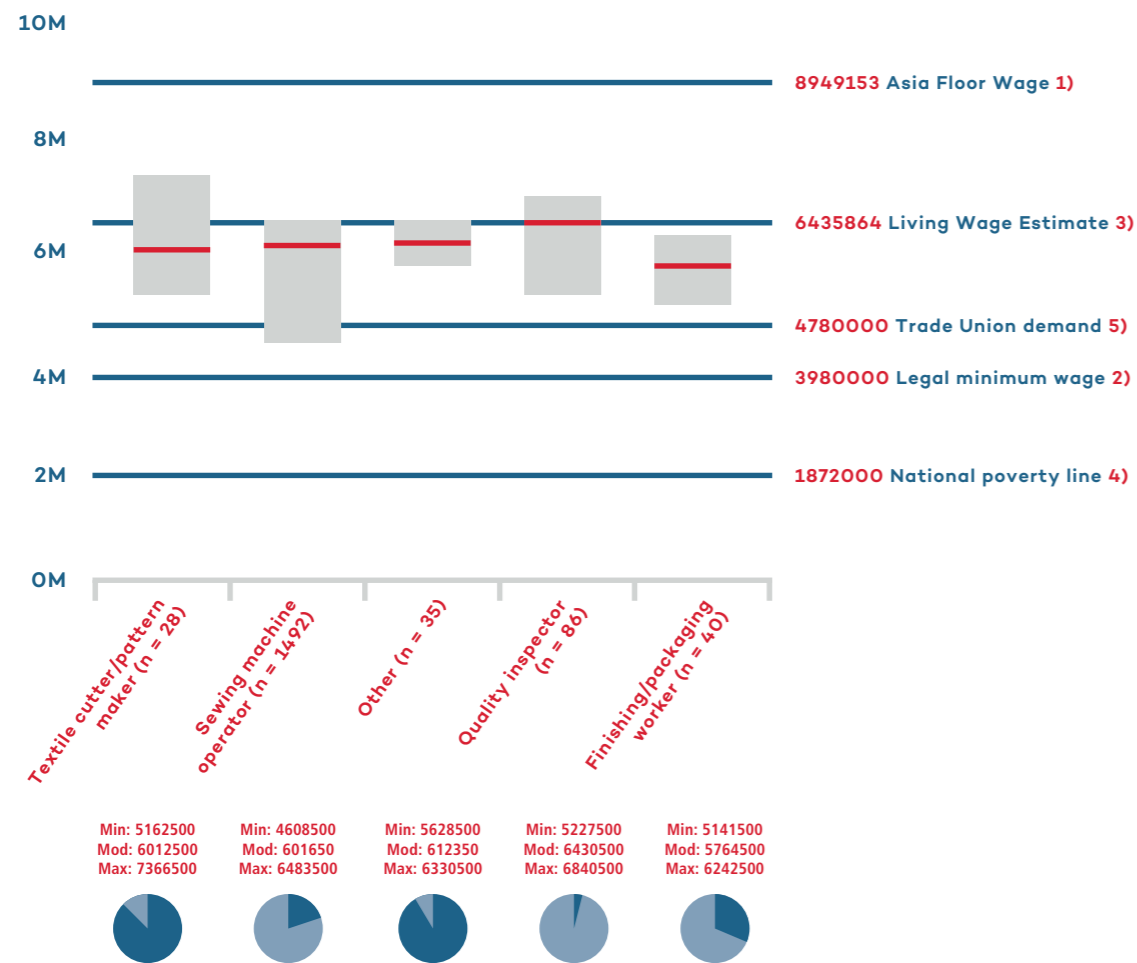 10M
8949153 Asia Floor Wage 1)
8M
6435864 Living Wage Estimate 3)
6M
4780000 Trade Union demand 5)
4M
3980000 Legal minimum wage 2)
2M
1872000 National poverty line 4)
0M
Textile cutter/pattern
maker (n = 28)
Sewing machine
operator (n = 1492)
Other (n = 35)
Quality inspector
(n = 86)
Finishing/packaging
worker (n = 40)
Min: 5162500
Mod: 6012500
Max: 7366500
Min: 4608500
Mod: 601650
Max: 6483500
Min: 5628500
Mod: 612350
Max: 6330500
Min: 5227500
Mod: 6430500
Max: 6840500
Min: 5141500
Mod: 5764500
Max: 6242500